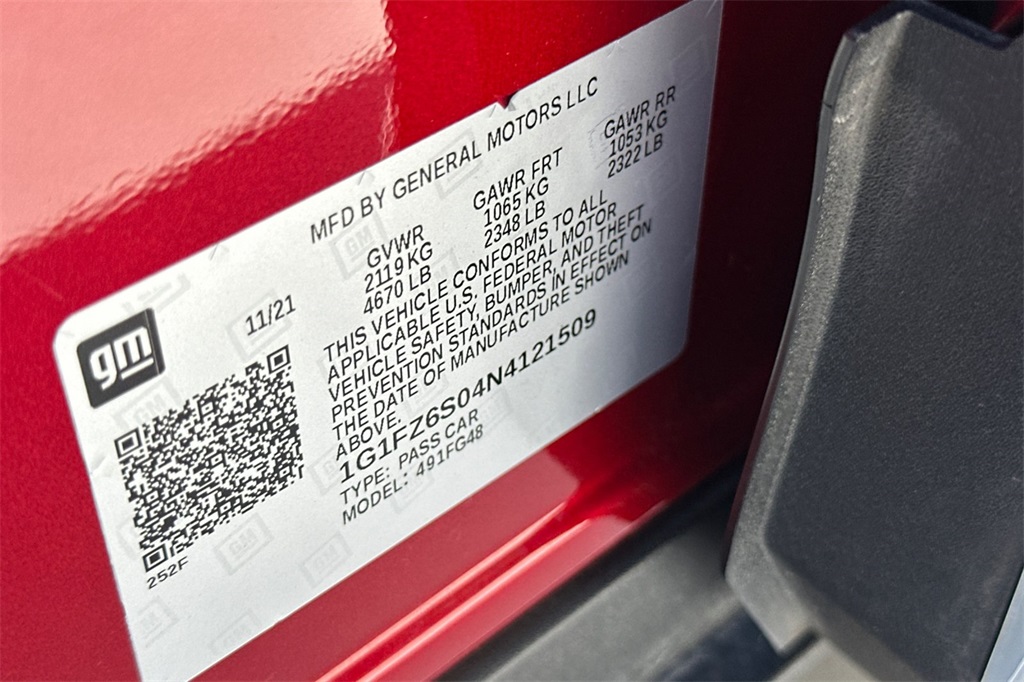 MFD BY GENERAL MOTORS LLC
11/21
GVWR GAWR FRT GAWR RR
2119 KG 1065 KG 1053 KG
4670 LB 2348 LB 2322 LB
THIS VEHICLE CONFORMS TO ALL
APPLICABLE U.S. FEDERAL MOTOR
VEHICLE SAFETY, BUMPER, AND THEFT
PREVENTION STANDARDS IN EFFECT ON
THE DATE OF MANUFACTURE SHOWN
ABOVE.
1G1FZ6S04N4121509
TYPE: PASS CAR
MODEL: 491FG48
gm
252F